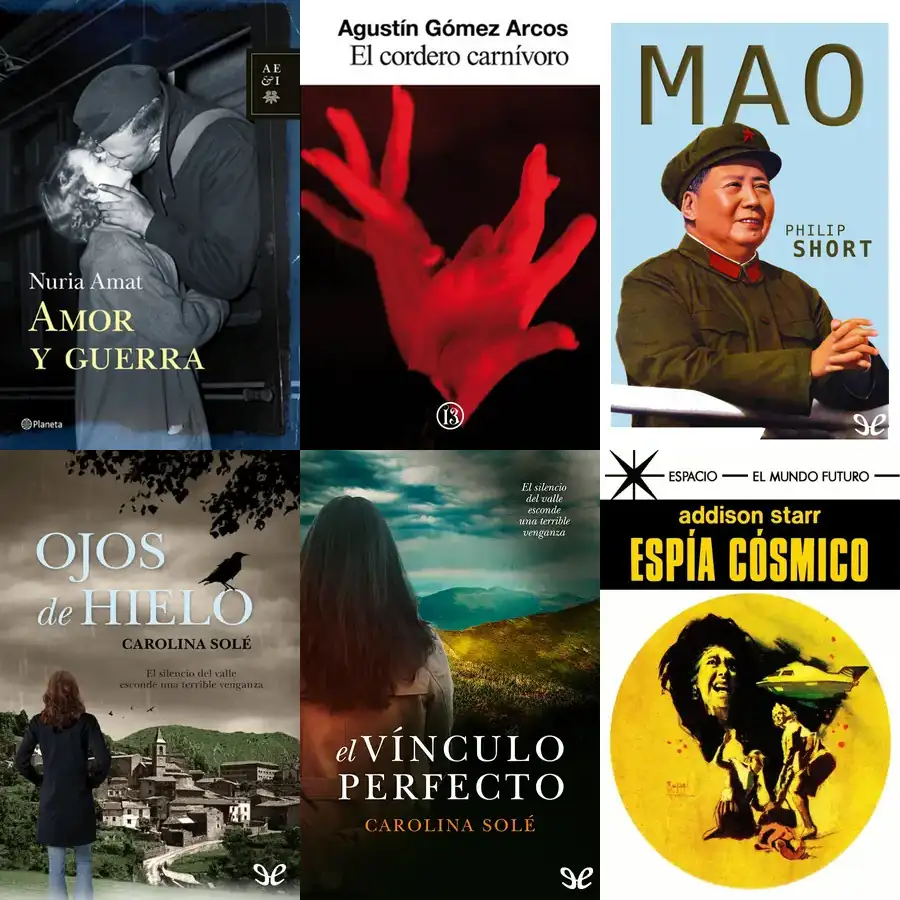 AE
&I
Nuria Amat
AMOR
Y GUERRA
Planeta
Agustín Gómez Arcos
El cordero carnívoro
13
MAO
PHILIP
SHORT
OJOS
de HIELO
CAROLINA SOLÉ
El silencio del valle
esconde una terrible venganza
El silencio
del valle
esconde
una terrible
venganza
el VÍNCULO
PERFECTO
CAROLINA SOLÉ
ESPACIO — EL MUNDO FUTURO —
addison starr
ESPÍA CÓSMICO